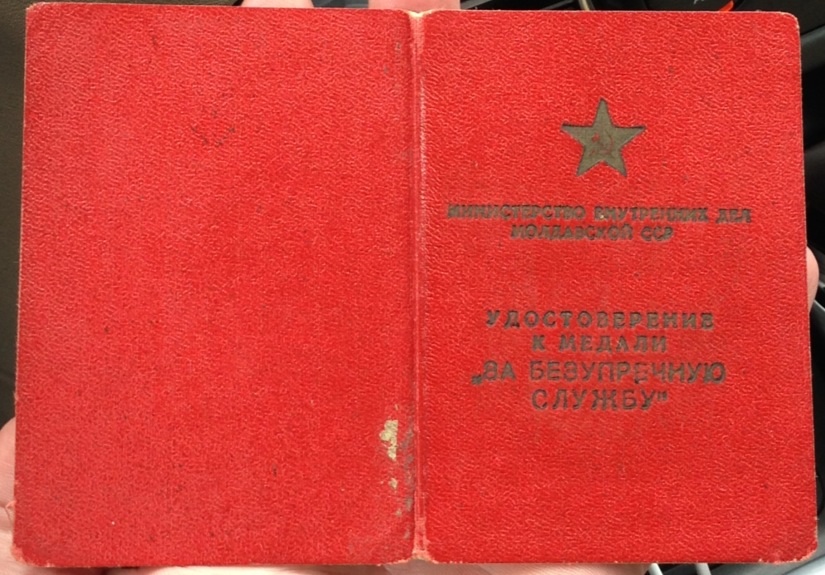 МИНИСТЕРСТВО ВНУТРЕННИХ ДЕЛ
МОЛДАВСКОЙ ССР
УДОСТОВЕРЕНИЕ
К МЕДАЛИ
„ЗА БЕЗУПРЕЧНУЮ
СЛУЖБУ"